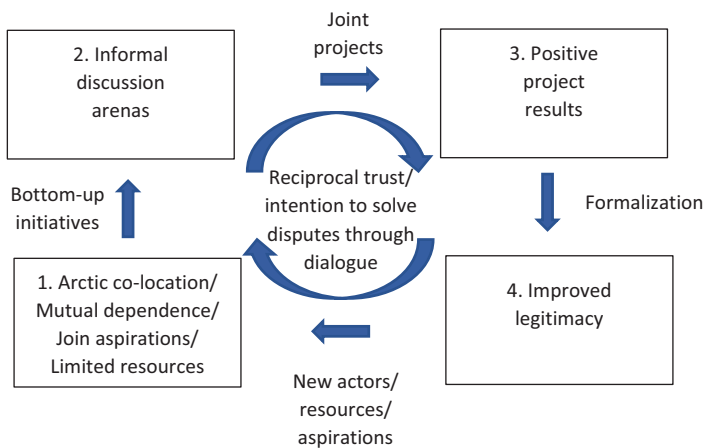 Joint
projects
2. Informal
discussion
arenas
3. Positive
project
results
Bottom-up
initiatives
Reciprocal trust/
intention to solve
disputes through
dialogue
Formalization
1. Arctic co-location/
Mutual dependence/
Join aspirations/
Limited resources
4. Improved
legitimacy
New actors/
resources/
aspirations